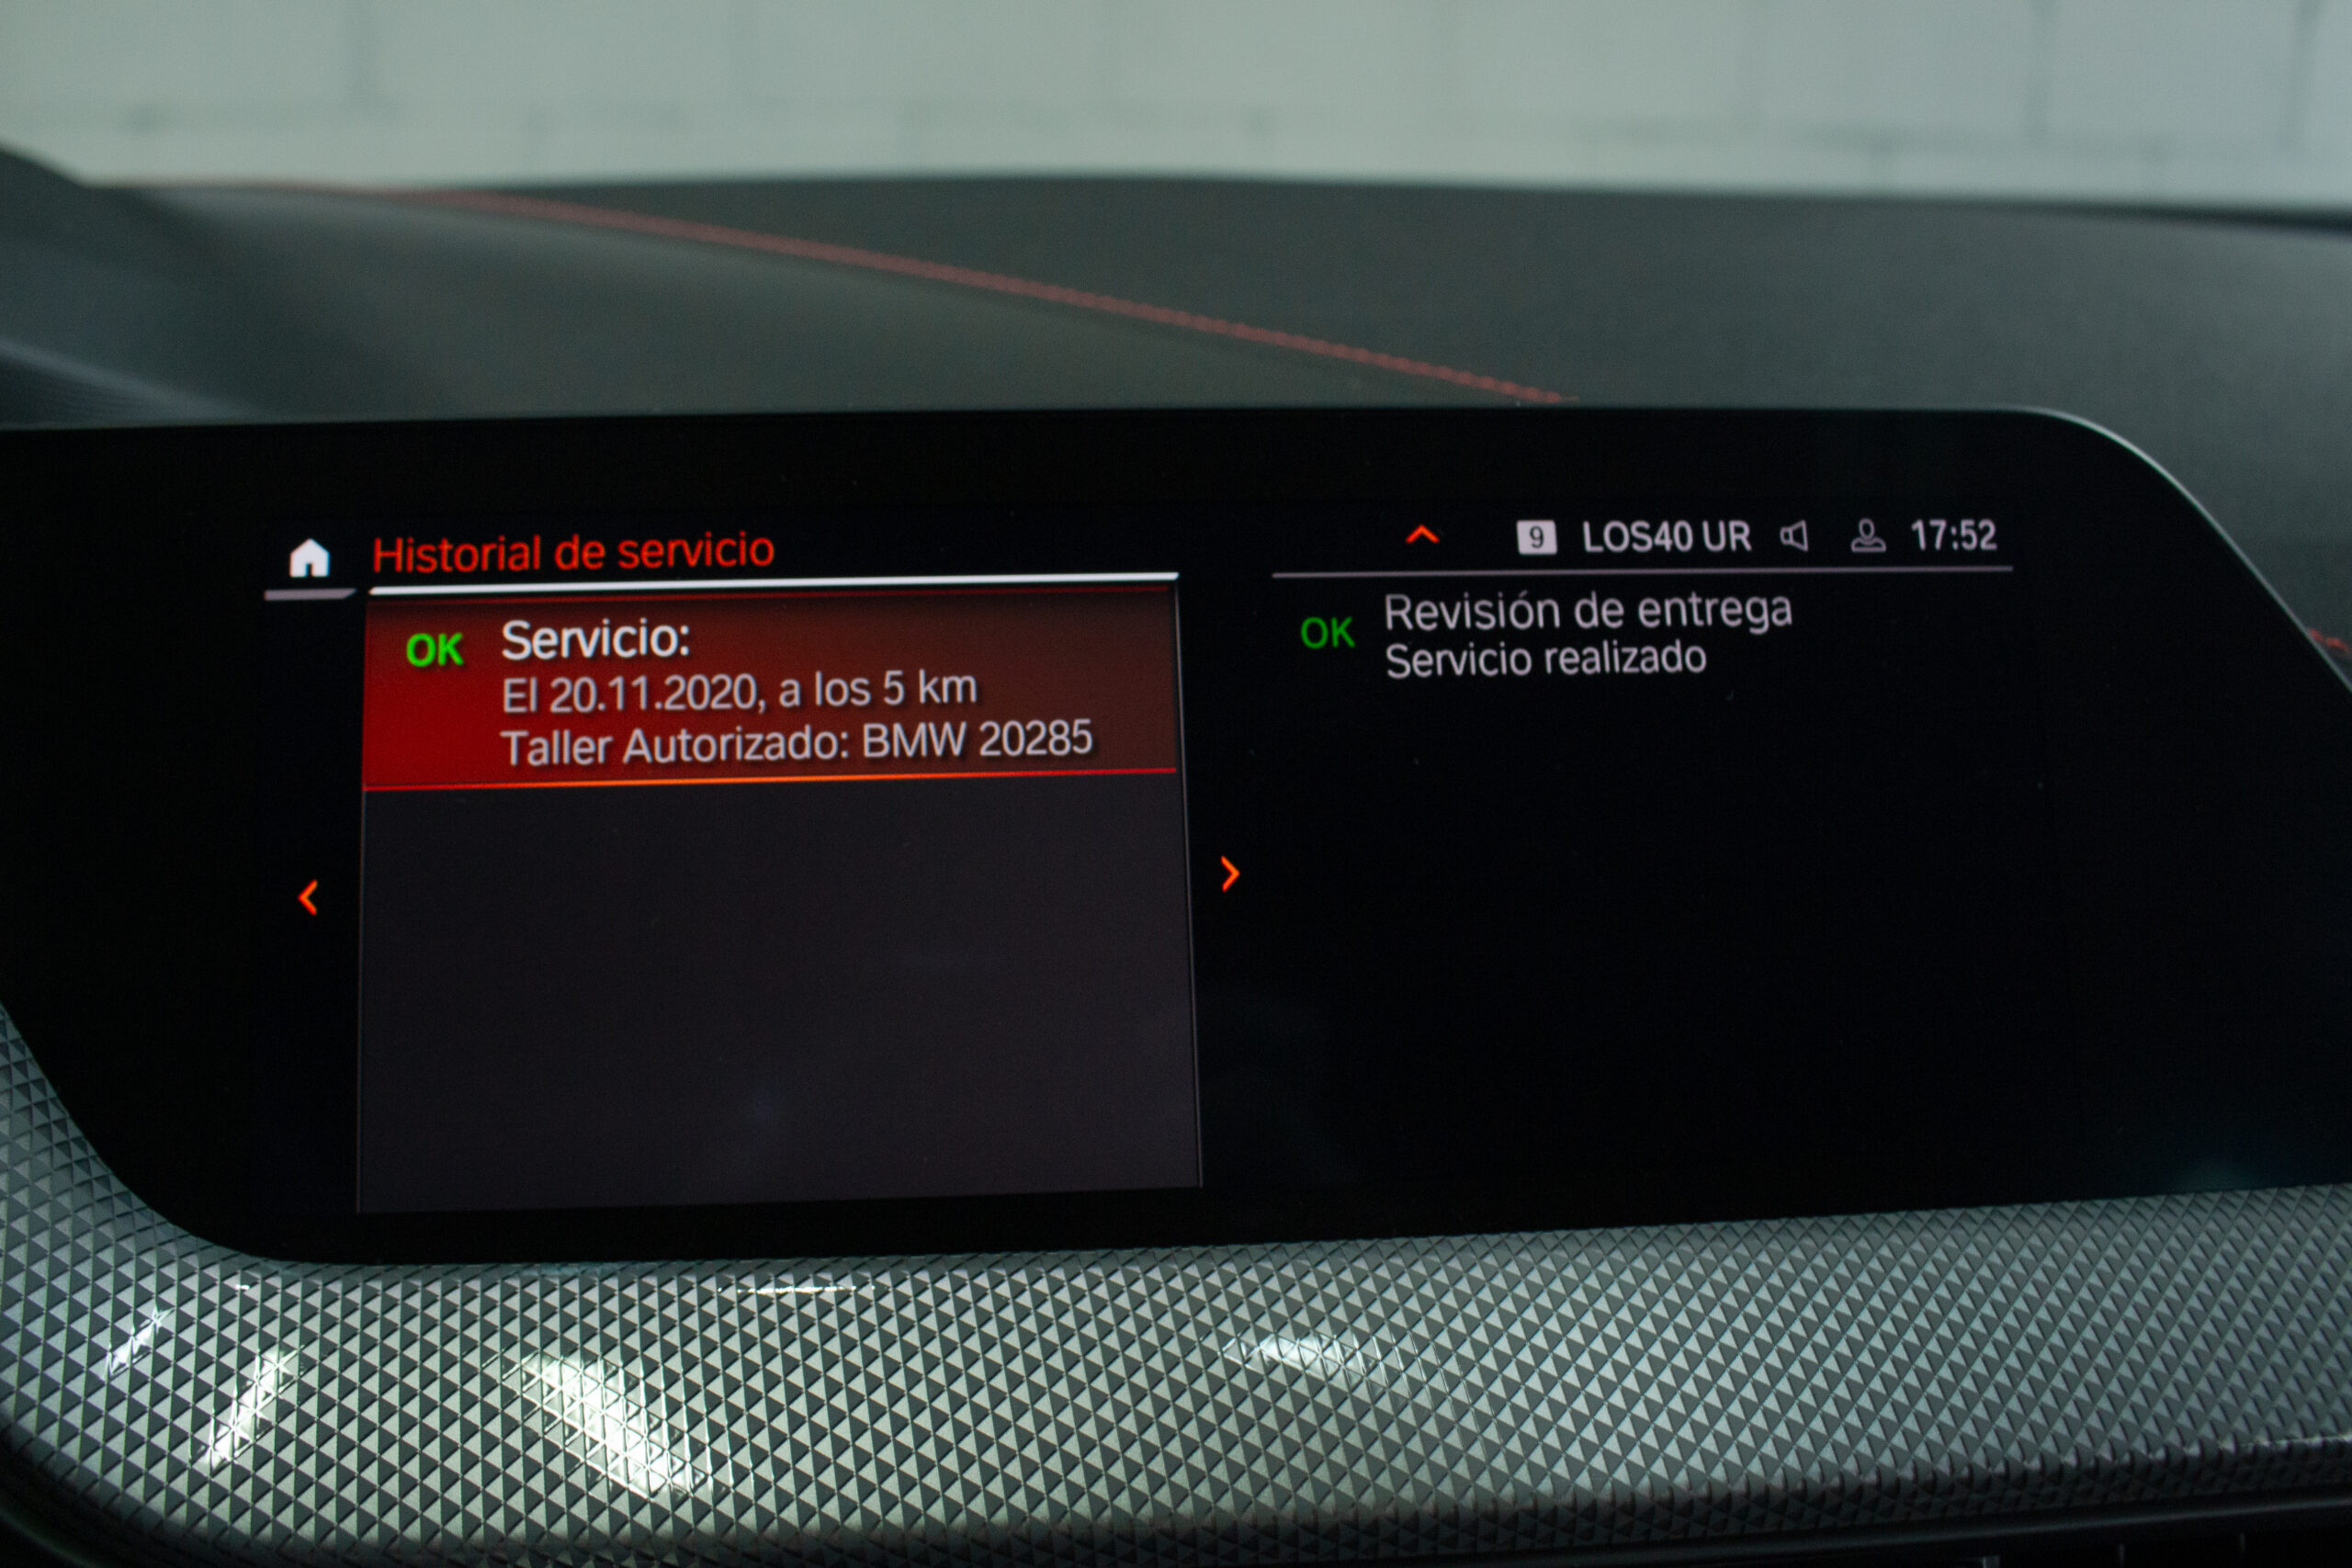 Historial de servicio
9 LOS40 UR 17:52
OK Servicio:
El 20.11.2020, a los 5 km
Taller Autorizado: BMW 20285
OK Revisión de entrega
Servicio realizado